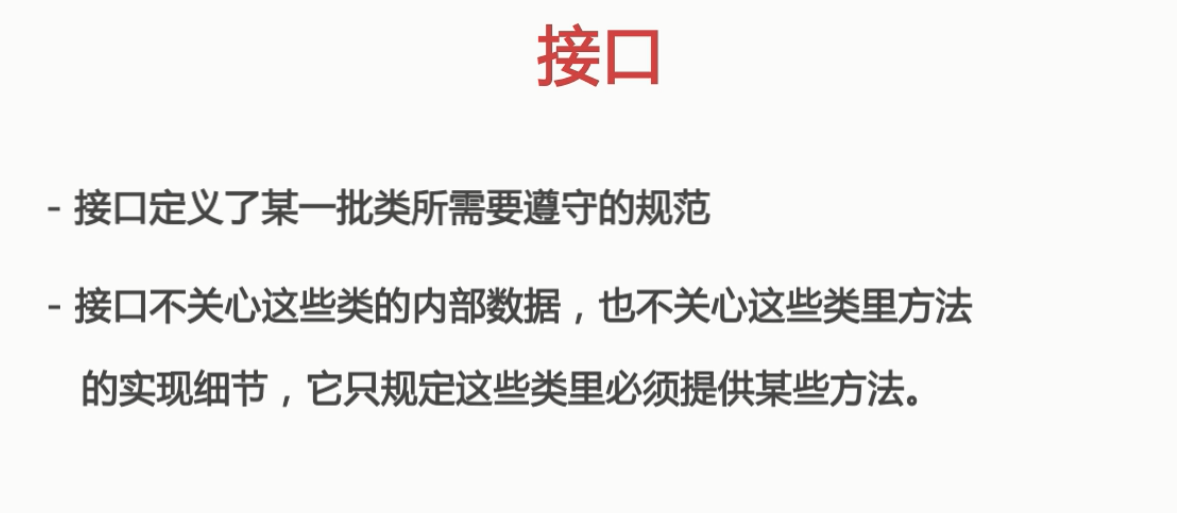 接口
- 接口定义了某一批类所需要遵守的规范
- 接口不关心这些类的内部数据，也不关心这些类里方法
的实现细节，它只规定这些类里必须提供某些方法。